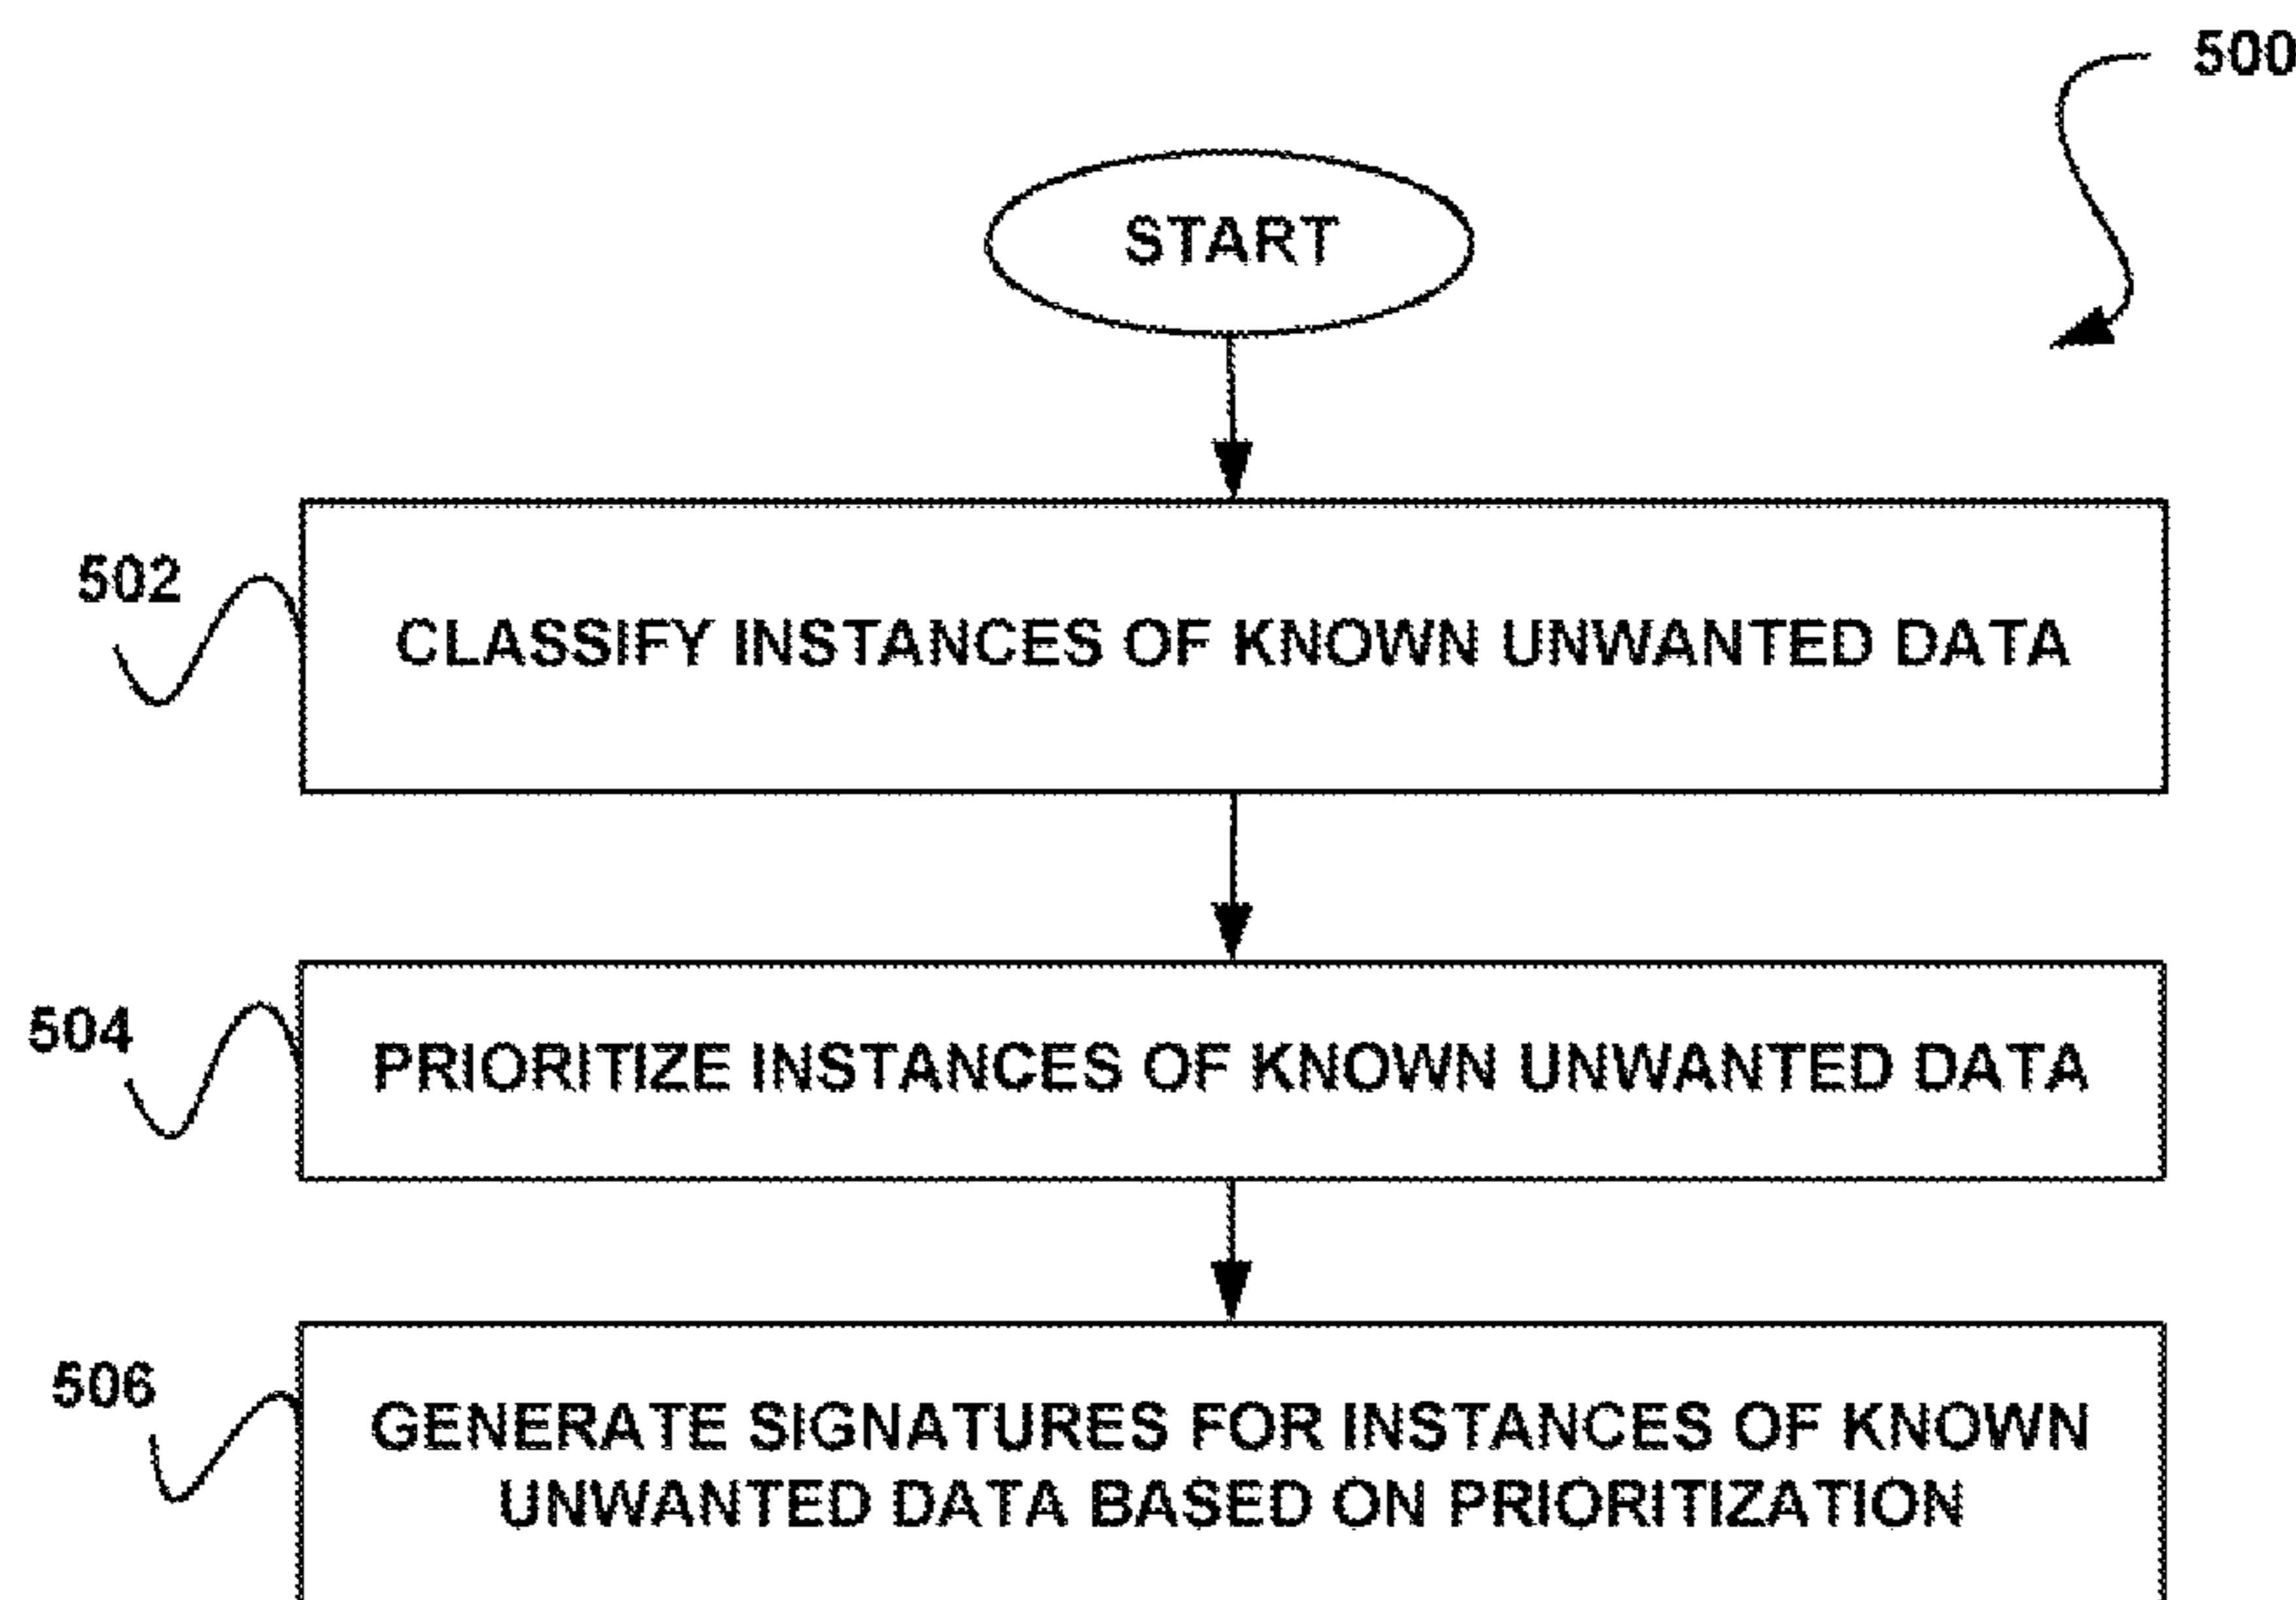 500
START
502
CLASSIFY INSTANCES OF KNOWN UNWANTED DATA
504
PRIORITIZE INSTANCES OF KNOWN UNWANTED DATA
506
GENERATE SIGNATURES FOR INSTANCES OF KNOWN
UNWANTED DATA BASED ON PRIORITIZATION